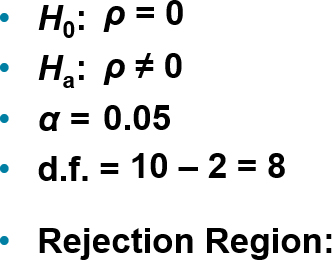 • H₀: ρ = 0
• Hₐ: ρ ≠ 0
• α = 0.05
• d.f. = 10 – 2 = 8
• Rejection Region: